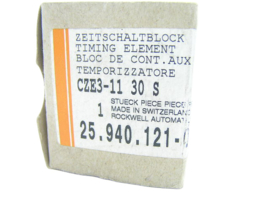 ZEITSCHALTBLOCK
TIMING ELEMENT
BLOC DE CONT.AUX
TEMPORIZZATORE
CZE3-11 30 S
STUECK PIECE PIECE
1 MADE IN SWITZERLAND
ROCKWELL AUTOMAT
25.940.121-